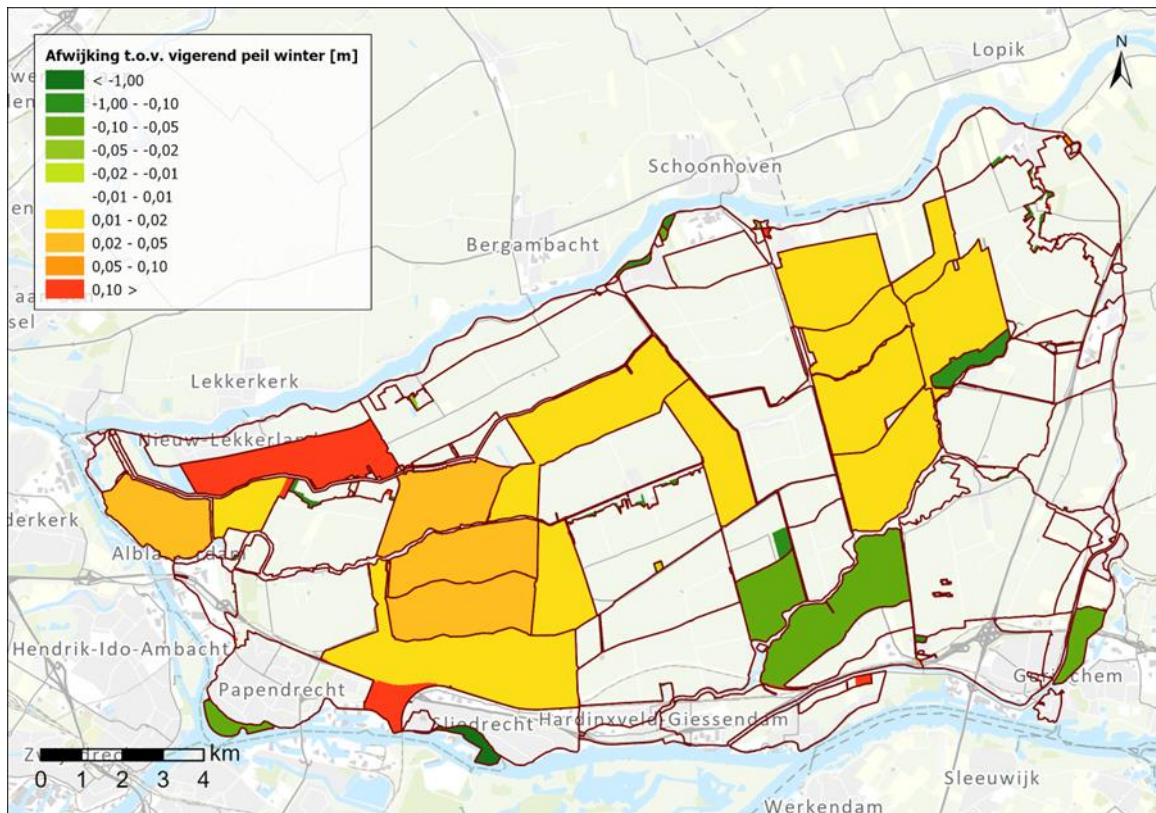 Afwijking t.o.v. vigerend peil winter [m]
< -1,00
-1,00 - -0,10
-0,10 - -0,05
-0,05 - -0,02
-0,02 - -0,01
-0,01 - 0,01
0,01 - 0,02
0,02 - 0,05
0,05 - 0,10
0,10 >
N
Lopik
Schoonhoven
Bergambacht
Lekkerkerk
Nieuw-Lekkerland
derkerk
Hendrik-Ido-Ambacht
Papendrecht
Sliedrecht
Hardinxveld-Giessendam
km
0 1 2 3 4
Sleeuwijk
Werkendam